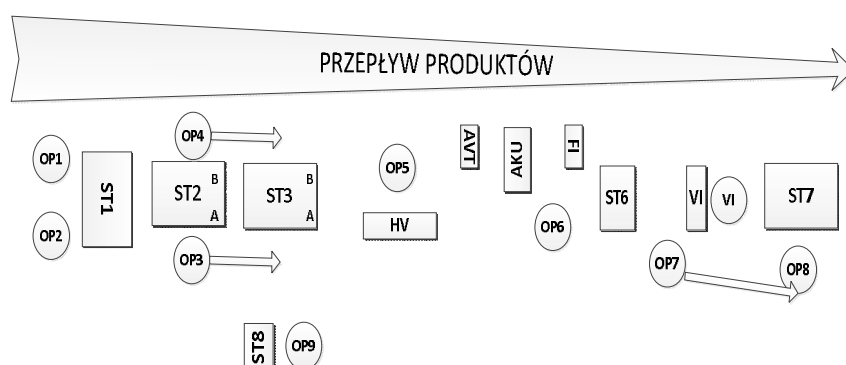 PRZEPŁYW PRODUKTÓW
OP1
OP2
ST1
OP4
ST2
B
A
OP3
ST3
B
A
OP5
HV
AVT
AKU
FI
OP6
ST6
VI
VI
ST7
OP7
OP8
ST8
OP9